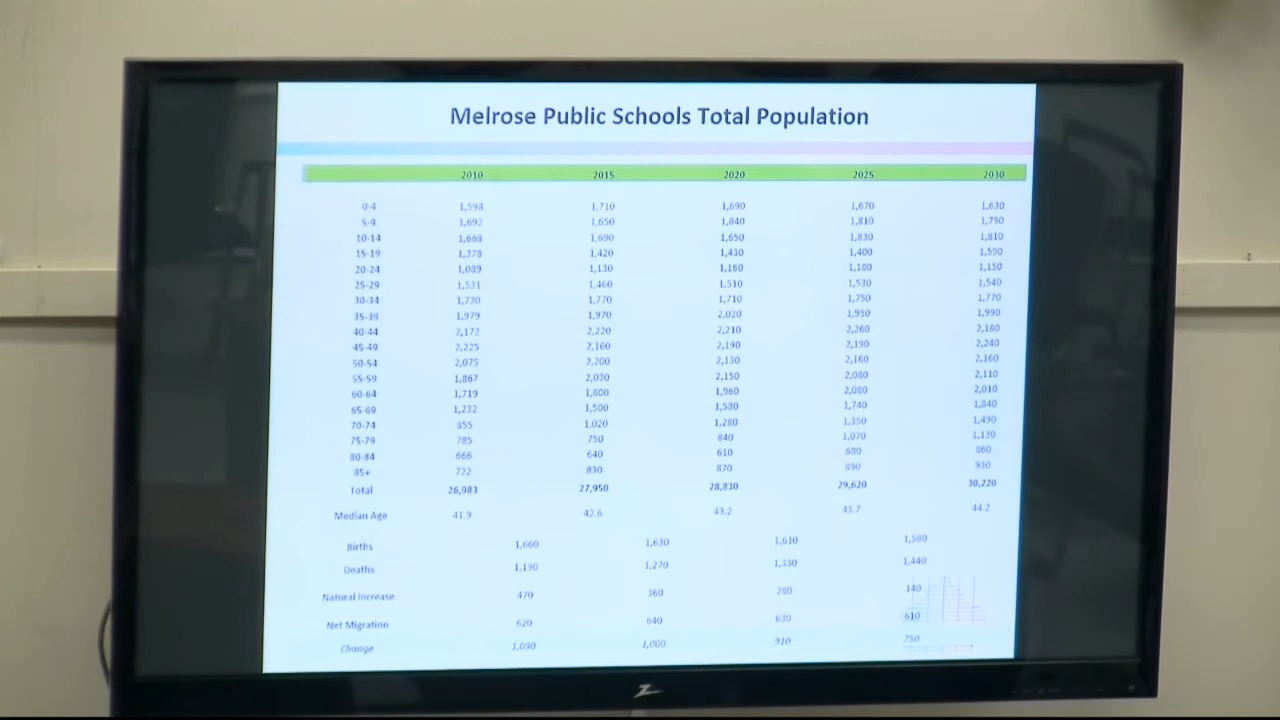 Melrose Public Schools Total Population
2010 2015 2020 2025 2030
0-4 1,598 1,710 1,690 1,670 1,630
5-9 1,692 1,650 1,840 1,810 1,790
10-14 1,668 1,690 1,650 1,830 1,810
15-19 1,378 1,420 1,430 1,400 1,590
20-24 1,089 1,130 1,160 1,180 1,150
25-29 1,531 1,460 1,510 1,530 1,540
30-34 1,730 1,770 1,710 1,750 1,770
35-39 1,979 1,970 2,020 1,950 1,990
40-44 2,172 2,220 2,210 2,260 2,180
45-49 2,225 2,160 2,190 2,190 2,240
50-54 2,075 2,200 2,130 2,160 2,160
55-59 1,867 2,030 2,150 2,080 2,110
60-64 1,719 1,800 1,960 2,080 2,010
65-69 1,232 1,500 1,580 1,740 1,840
70-74 855 1,020 1,280 1,350 1,490
75-79 785 750 840 1,070 1,130
80-84 666 640 610 680 860
85+ 722 830 870 890 930
Total 26,983 27,950 28,830 29,620 30,220
Median Age 41.9 42.6 43.2 43.7 44.2
Births 1,660 1,630 1,610 1,580
Deaths 1,190 1,270 1,330 1,440
Natural Increase 470 360 280 140
Net Migration 620 640 630 610
Change 1,090 1,000 910 750